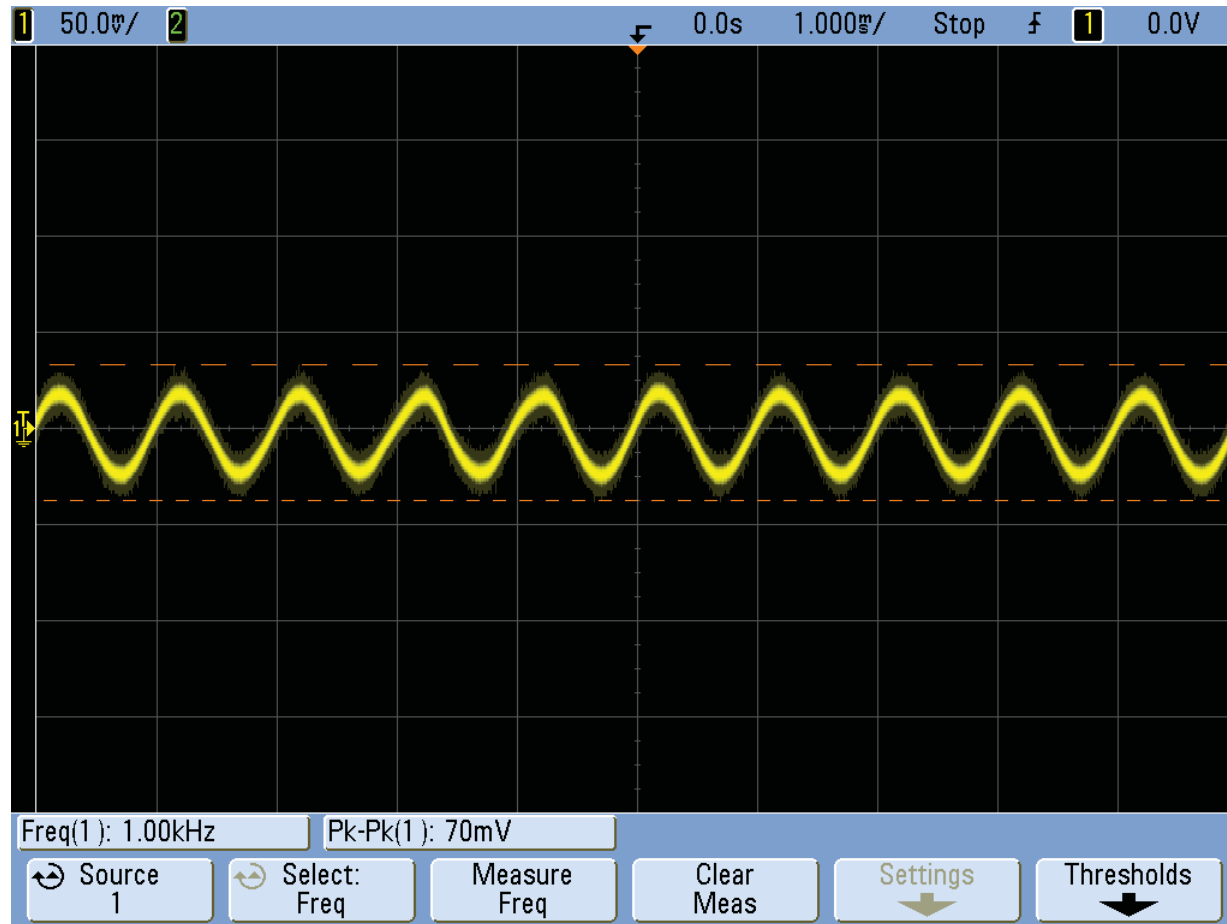 1 50.0mV/ 2 0.0s 1.000ms/ Stop 1 0.0V
T
1
Freq(1): 1.00kHz Pk-Pk(1): 70mV
Source Select: Measure Clear Settings Thresholds
1 Freq Freq Meas